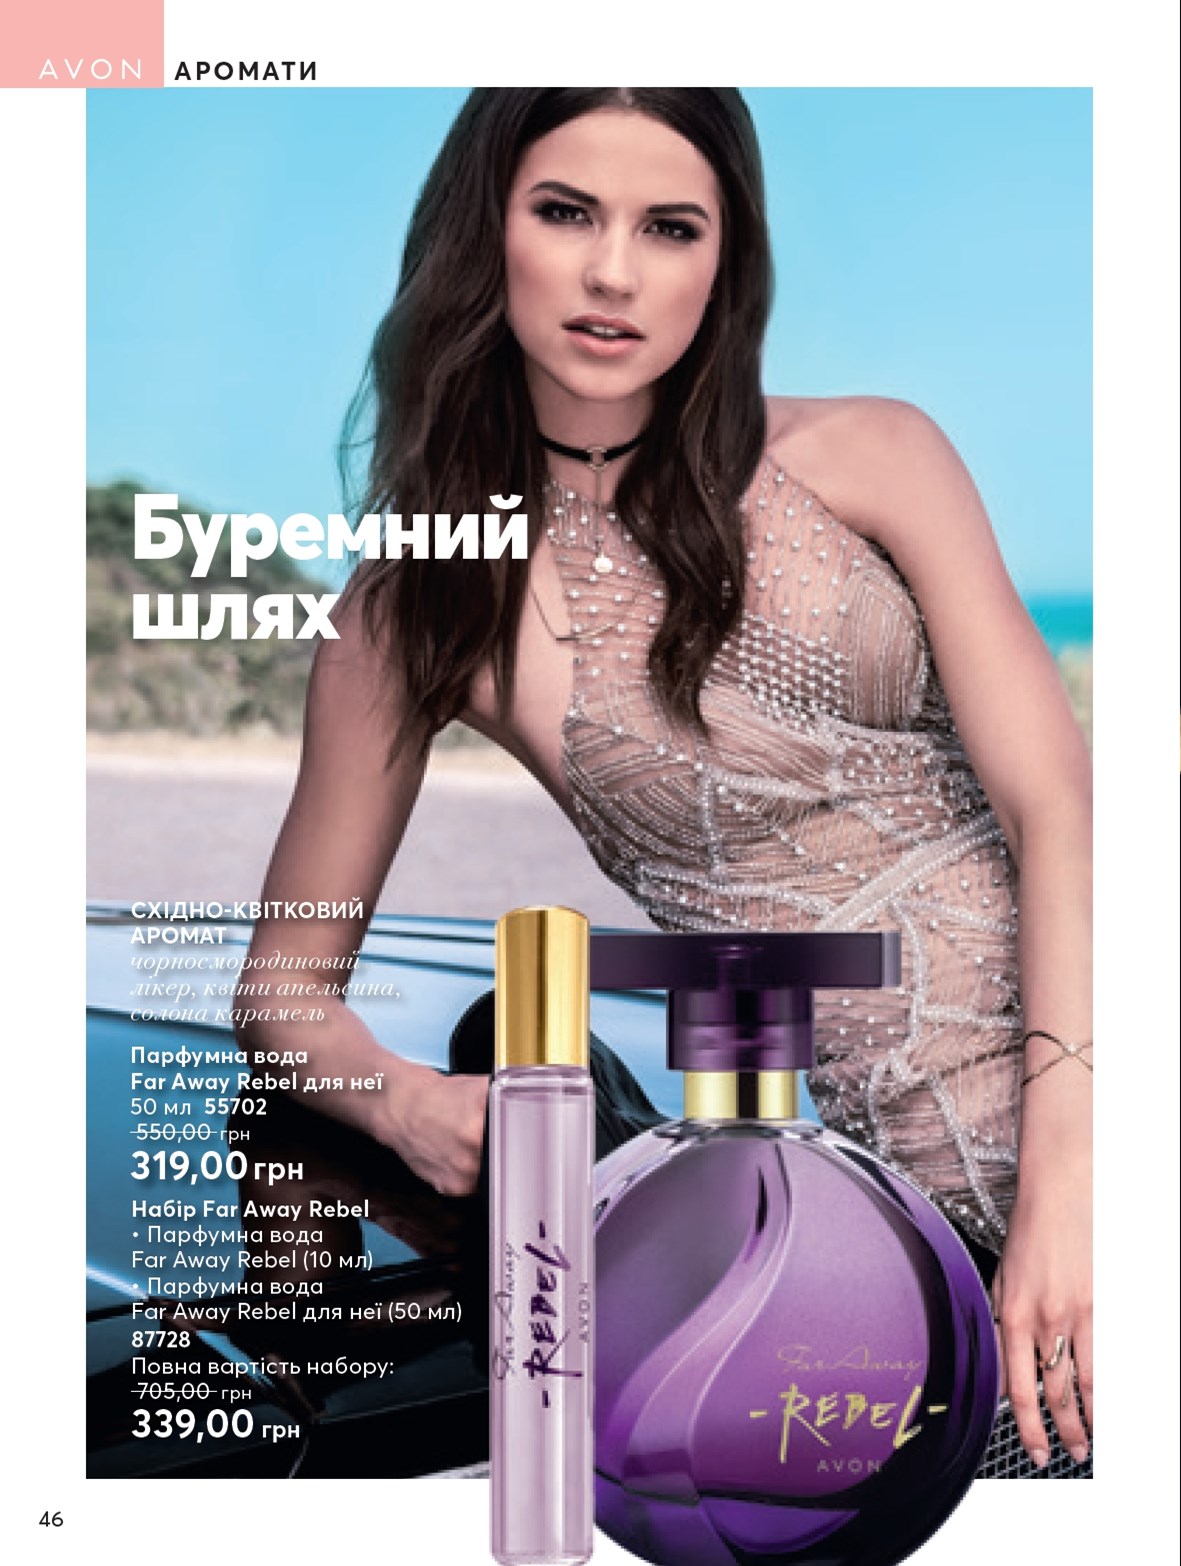 AVON АРОМАТИ
Буремний
шлях
СХІДНО-КВІТКОВИЙ
АРОМАТ
чорносмородиновий
лікер, квіти апельсина,
солона карамель
Парфумна вода
Far Away Rebel для неї
50 мл 55702
550,00 грн
319,00 грн
Набір Far Away Rebel
• Парфумна вода
Far Away Rebel (10 мл)
• Парфумна вода
Far Away Rebel для неї (50 мл)
87728
Повна вартість набору:
705,00 грн
339,00 грн
Far Away
-REBEL-
AVON
Far Away
-REBEL-
AVON
46